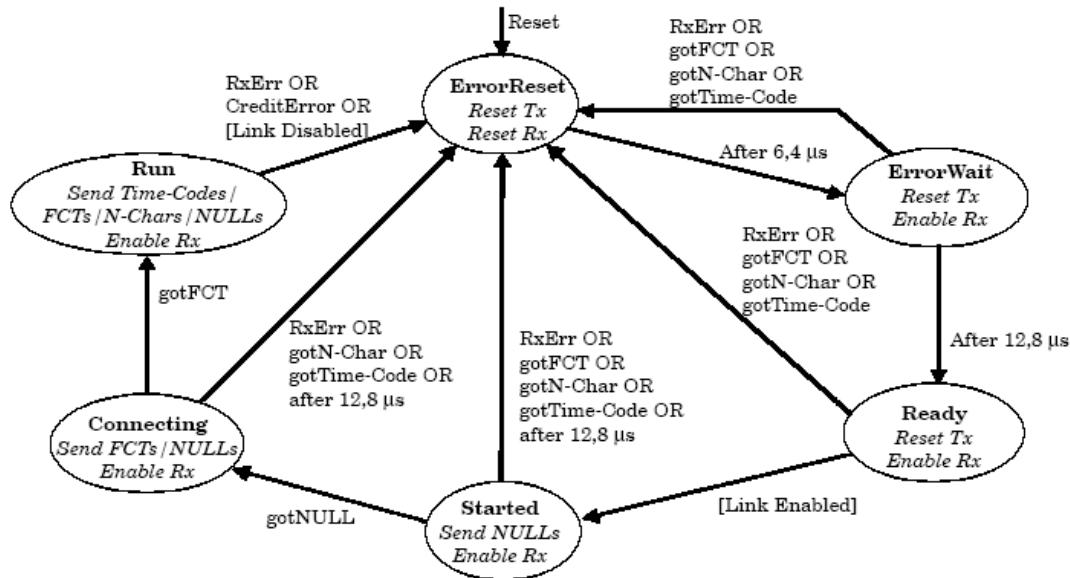 Reset
ErrorReset
Reset Tx
Reset Rx
RxErr OR
gotFCT OR
gotN-Char OR
gotTime-Code
RxErr OR
CreditError OR
[Link Disabled]
After 6,4 µs
Run
Send Time-Codes/
FCTs/N-Chars/NULLs
Enable Rx
ErrorWait
Reset Tx
Enable Rx
gotFCT
RxErr OR
gotFCT OR
gotN-Char OR
gotTime-Code
After 12,8 µs
RxErr OR
gotN-Char OR
gotTime-Code OR
after 12,8 µs
RxErr OR
gotFCT OR
gotN-Char OR
gotTime-Code OR
after 12,8 µs
Connecting
Send FCTs/NULLs
Enable Rx
Ready
Reset Tx
Enable Rx
gotNULL
Started
Send NULLs
Enable Rx
[Link Enabled]